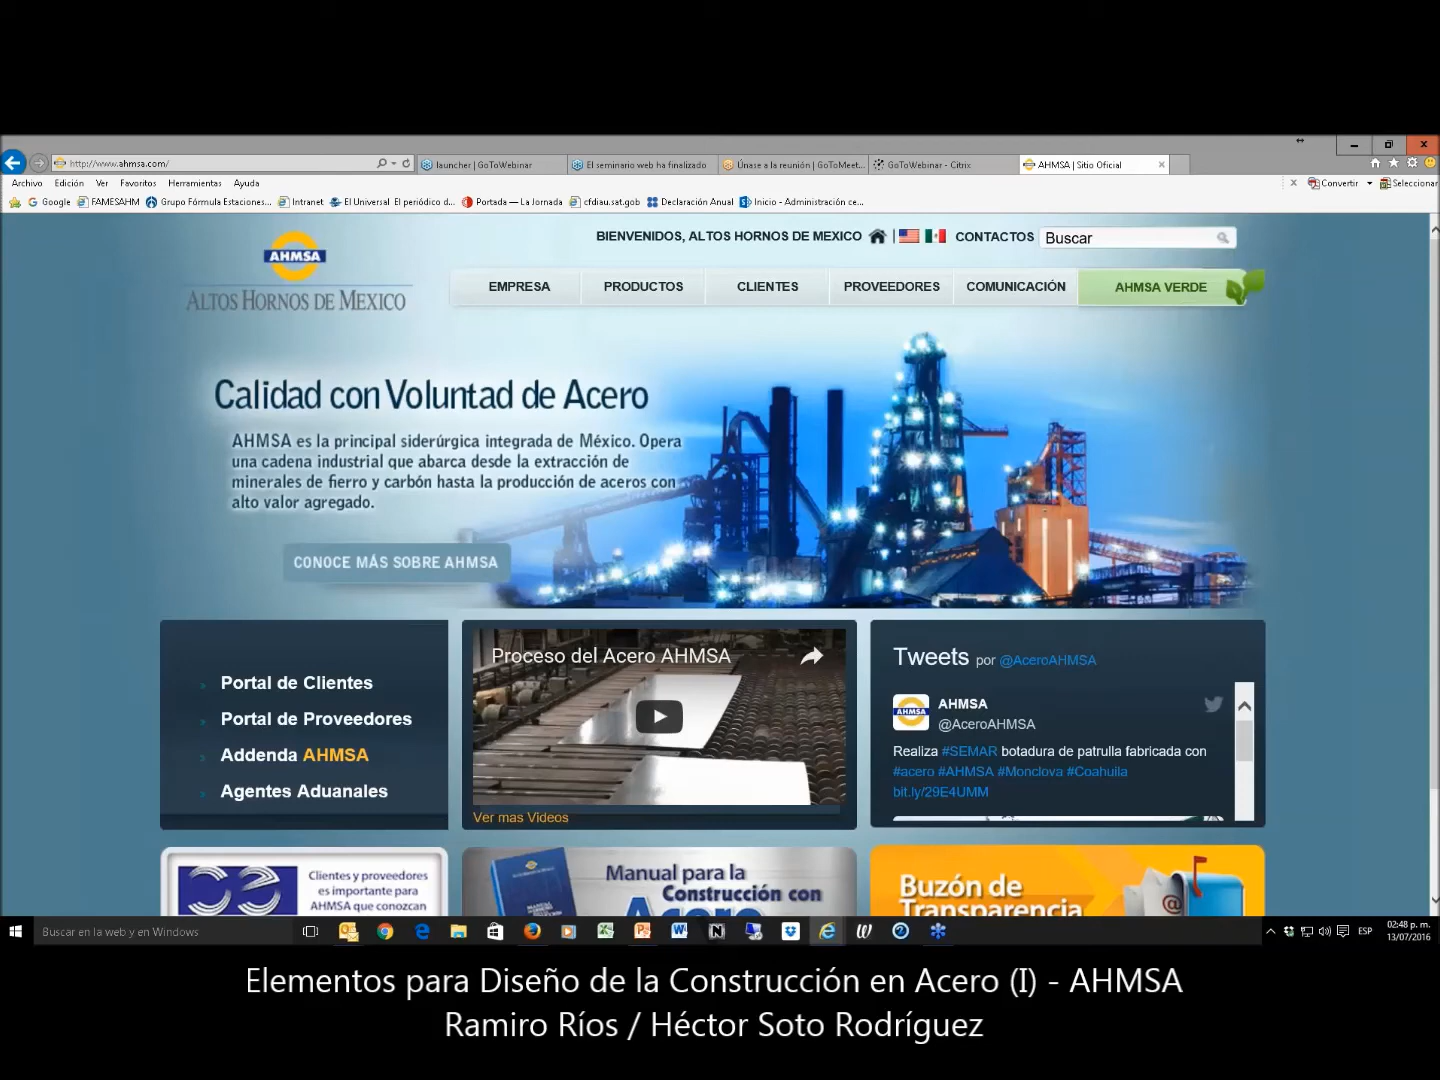 http://www.ahmsa.com/
launcher | GoToWebinar
El seminario web ha finalizado
Únase a la reunión | GoToMeet...
GoToWebinar - Citrix
AHMSA | Sitio Oficial
Archivo Edición Ver Favoritos Herramientas Ayuda
Convertir
Seleccionar
Google
FAMESAHM
Grupo Fórmula Estaciones...
Intranet
El Universal El periódico d...
Portada — La Jornada
cfdiau.sat.gob
Declaración Anual
Inicio - Administración ce...
AHMSA
ALTOS HORNOS DE MEXICO
BIENVENIDOS, ALTOS HORNOS DE MEXICO
CONTACTOS
Buscar
EMPRESA
PRODUCTOS
CLIENTES
PROVEEDORES
COMUNICACIÓN
AHMSA VERDE
Calidad con Voluntad de Acero
AHMSA es la principal siderúrgica integrada de México. Opera
una cadena industrial que abarca desde la extracción de
minerales de fierro y carbón hasta la producción de aceros con
alto valor agregado.
CONOCE MÁS SOBRE AHMSA
Portal de Clientes
Portal de Proveedores
Addenda AHMSA
Agentes Aduanales
Proceso del Acero AHMSA
Ver mas Videos
Tweets por @AceroAHMSA
AHMSA
AHMSA
@AceroAHMSA
Realiza #SEMAR botadura de patrulla fabricada con
#acero #AHMSA #Monclova #Coahuila
bit.ly/29E4UMM
Clientes y proveedores
es importante para
AHMSA que conozcan
Manual para la
Construcción con
Acero
Buzón de
Transparencia
Buscar en la web y en Windows
ESP
02:48 p. m.
13/07/2016
Elementos para Diseño de la Construcción en Acero (I) - AHMSA
Ramiro Ríos / Héctor Soto Rodríguez